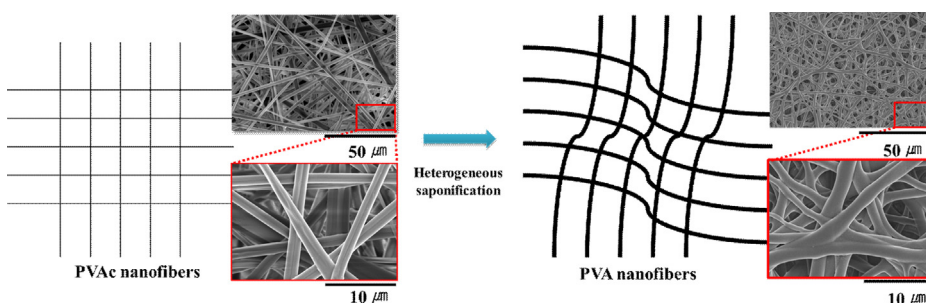 50 μm
Heterogeneous
saponification
PVAc nanofibers
10 μm
50 μm
PVA nanofibers
10 μm